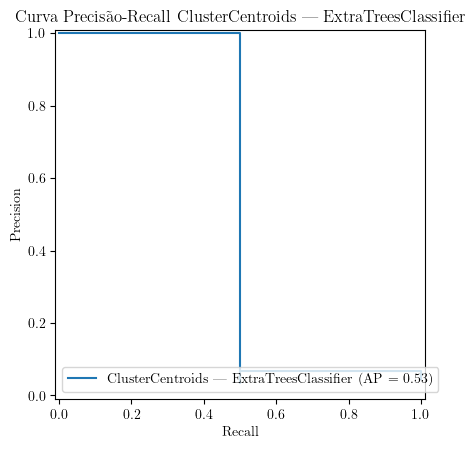 Curva Precisão-Recall ClusterCentroids — ExtraTreesClassifier
1.0
0.8
0.6
0.4
0.2
0.0
Precision
ClusterCentroids — ExtraTreesClassifier (AP = 0.53)
0.0 0.2 0.4 0.6 0.8 1.0
Recall